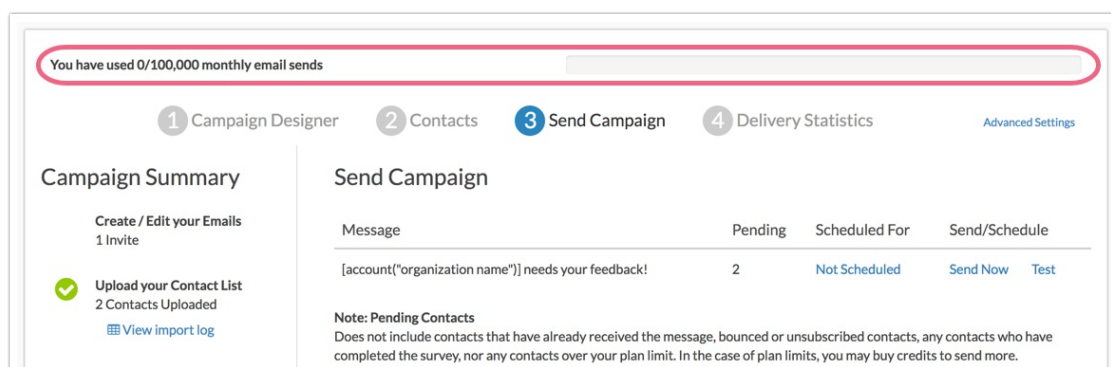 You have used 0/100,000 monthly email sends
1 Campaign Designer 2 Contacts 3 Send Campaign 4 Delivery Statistics Advanced Settings
Campaign Summary
Create / Edit your Emails
1 Invite
Upload your Contact List
2 Contacts Uploaded
View import log
Send Campaign
Message Pending Scheduled For Send/Schedule
[account("organization name")] needs your feedback! 2 Not Scheduled Send Now Test
Note: Pending Contacts
Does not include contacts that have already received the message, bounced or unsubscribed contacts, any contacts who have
completed the survey, nor any contacts over your plan limit. In the case of plan limits, you may buy credits to send more.